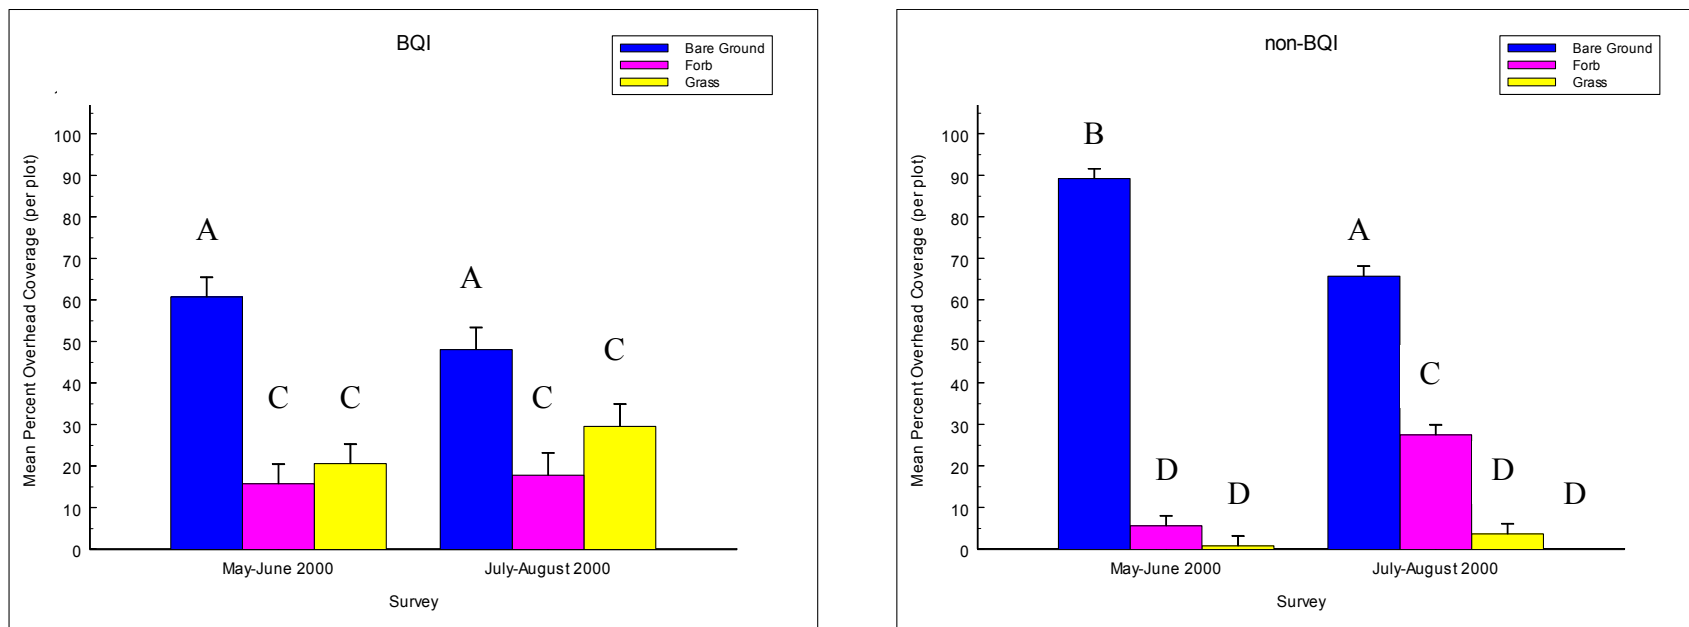 BQI
Bare Ground
Forb
Grass
Mean Percent Overhead Coverage (per plot)
100
90
80
70
60
50
40
30
20
10
0
A
C
C
A
C
C
May-June 2000
July-August 2000
Survey
non-BQI
Bare Ground
Forb
Grass
Mean Percent Overhead Coverage (per plot)
100
90
80
70
60
50
40
30
20
10
0
B
D
D
A
C
D
D
May-June 2000
July-August 2000
Survey